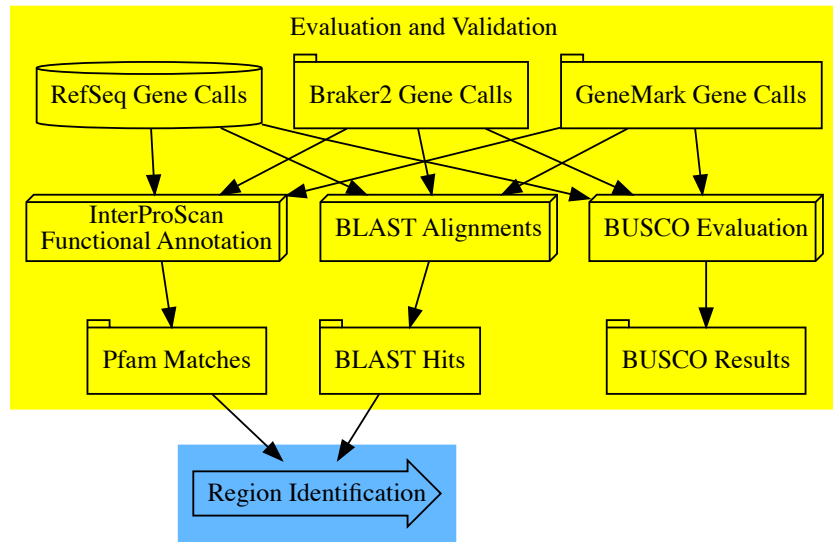 Evaluation and Validation
RefSeq Gene Calls
Braker2 Gene Calls
GeneMark Gene Calls
InterProScan
Functional Annotation
BLAST Alignments
BUSCO Evaluation
Pfam Matches
BLAST Hits
BUSCO Results
Region Identification